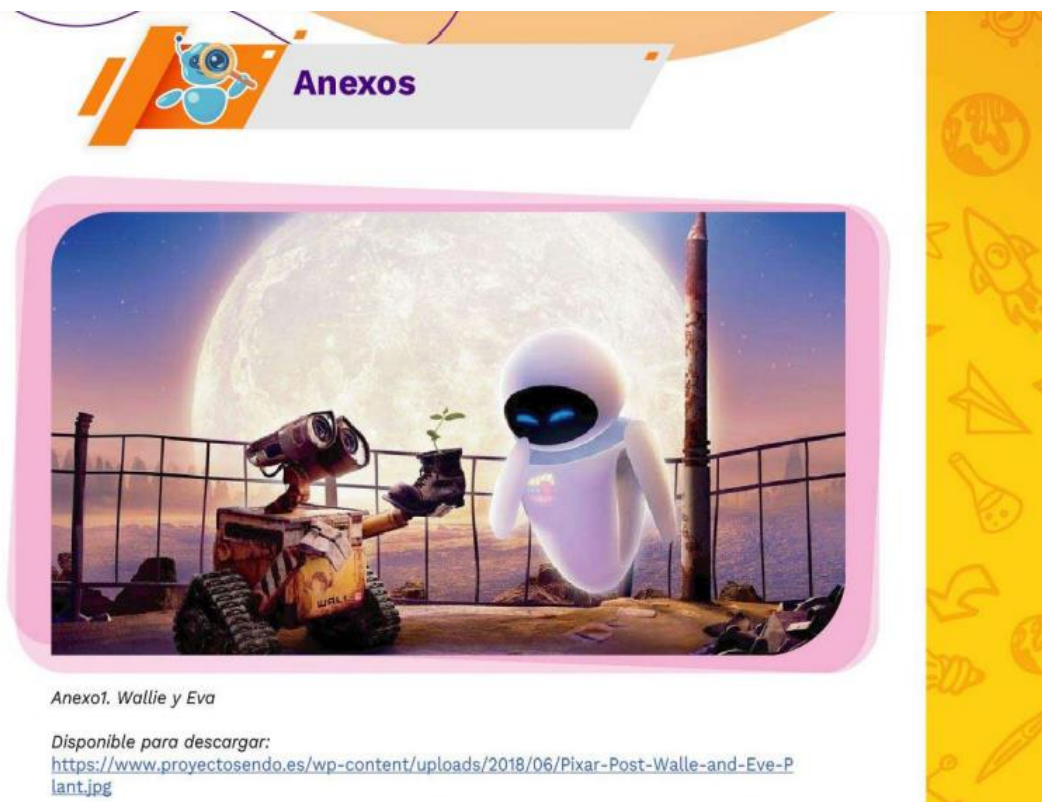 Anexos
WALL•E
Anexo1. Wallie y Eva
Disponible para descargar:
https://www.proyectosendo.es/wp-content/uploads/2018/06/Pixar-Post-Walle-and-Eve-P
lant.jpg